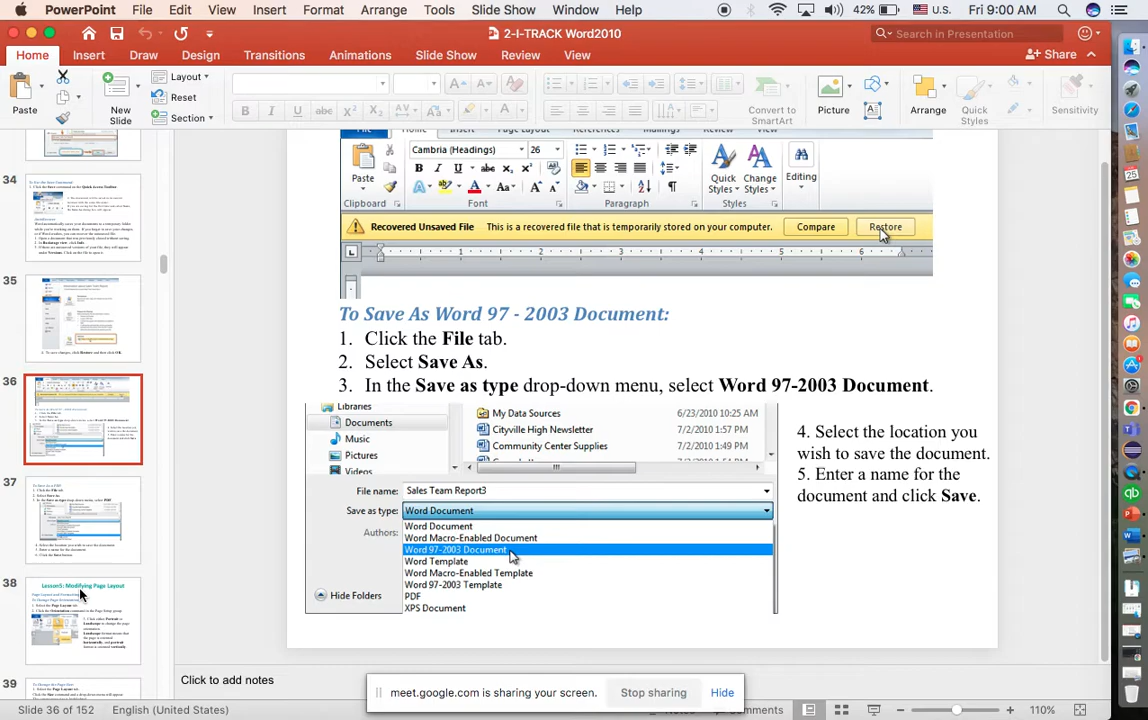 PowerPoint File Edit View Insert Format Arrange Tools Slide Show Window Help 42% U.S. Fri 9:00 AM
2-I-TRACK Word2010
Search in Presentation
Home Insert Draw Design Transitions Animations Slide Show Review View
Share
Paste
New Slide
Layout
Reset
Section
Convert to SmartArt
Picture
Arrange
Quick Styles
Sensitivity
34
35
36
37
38
Lesson5: Modifying Page Layout
39
Cambria (Headings) 26
Paste
Quick Styles
Change Styles
Editing
Clipboard Font Paragraph Styles
Recovered Unsaved File This is a recovered file that is temporarily stored on your computer. Compare Restore
To Save As Word 97 - 2003 Document:
1. Click the File tab.
2. Select Save As.
3. In the Save as type drop-down menu, select Word 97-2003 Document.
Libraries
Documents
Music
Pictures
Videos
My Data Sources 6/23/2010 10:25 AM
Cityville High Newsletter 7/2/2010 1:57 PM
Community Center Supplies 7/2/2010 1:49 PM
File name: Sales Team Report3
Save as type: Word Document
Authors:
Word Document
Word Macro-Enabled Document
Word 97-2003 Document
Word Template
Word Macro-Enabled Template
Word 97-2003 Template
PDF
XPS Document
Hide Folders
4. Select the location you
wish to save the document.
5. Enter a name for the
document and click Save.
Click to add notes
meet.google.com is sharing your screen. Stop sharing Hide
Slide 36 of 152 English (United States) 110%